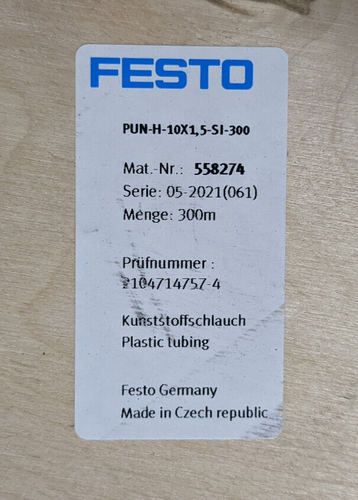 FESTO
PUN-H-10X1,5-SI-300
Mat.-Nr.: 558274
Serie: 05-2021(061)
Menge: 300m
Prüfnummer :
2104714757-4
Kunststoffschlauch
Plastic tubing
Festo Germany
Made in Czech republic